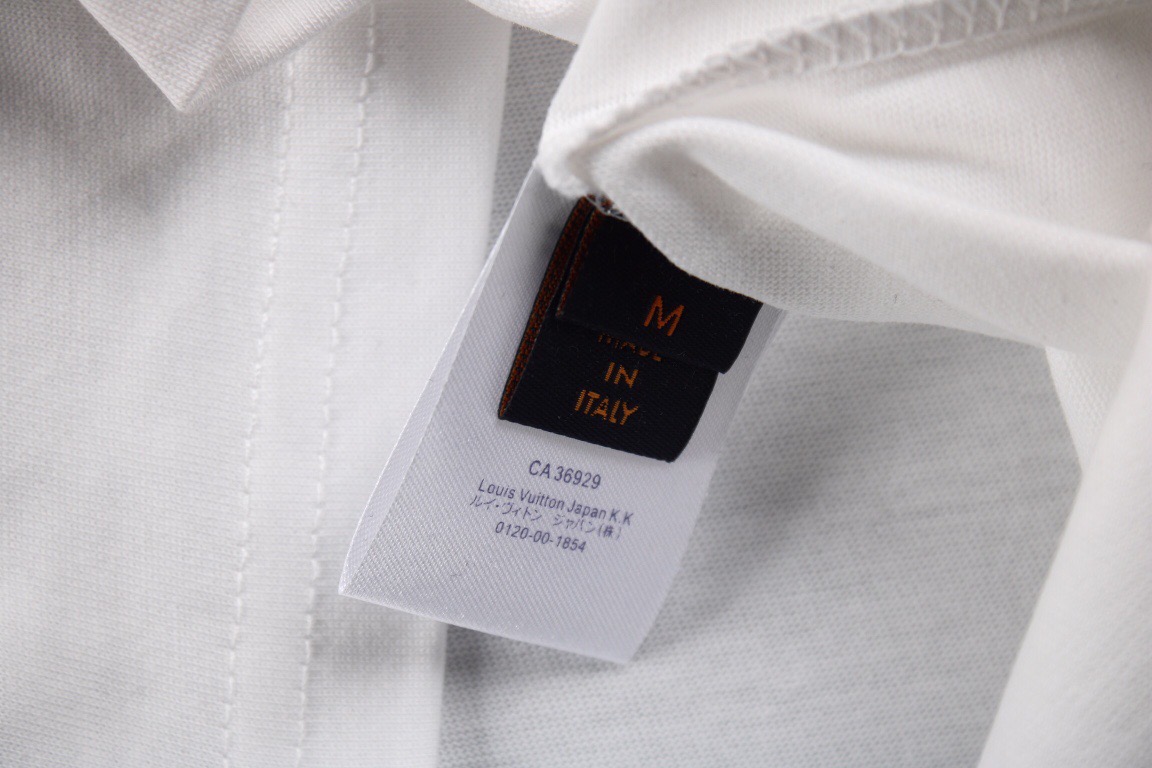 M
MADE
IN
ITALY
CA 36929
Louis Vuitton Japan K.K
ルイ・ヴィトン ジャパン(株)
0120-00-1854